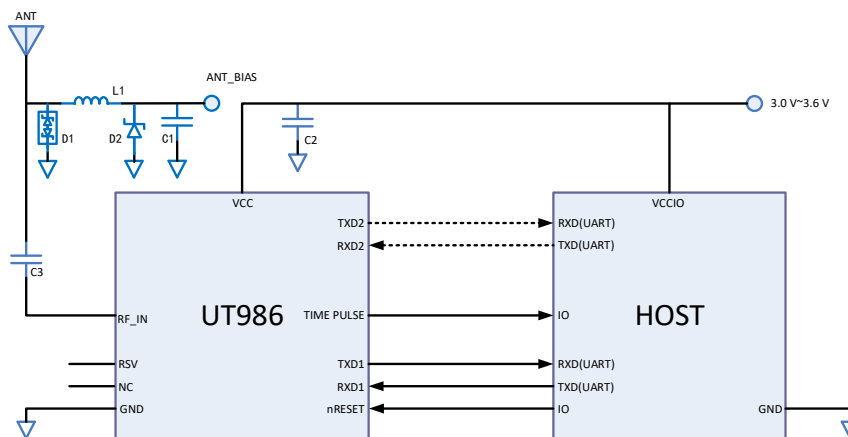 ANT
L1
ANT_BIAS
D1
D2
C1
C2
3.0 V~3.6 V
VCC
VCCIO
TXD2
RXD(UART)
RXD2
TXD(UART)
C3
RF_IN
UT986
TIME PULSE
IO
HOST
RSV
TXD1
RXD(UART)
NC
RXD1
TXD(UART)
GND
nRESET
IO
GND